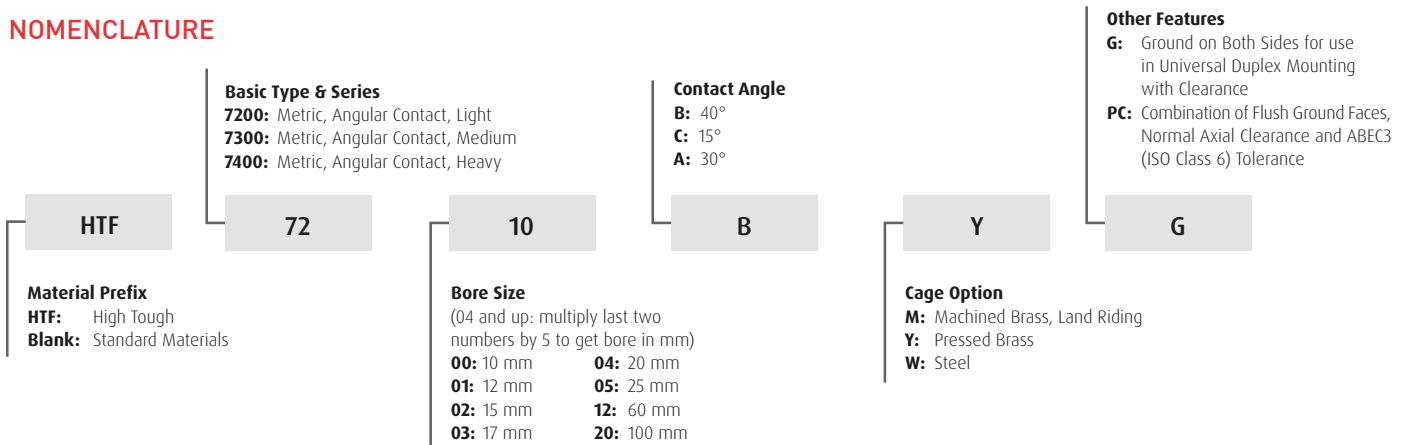 NOMENCLATURE
Basic Type & Series
7200: Metric, Angular Contact, Light
7300: Metric, Angular Contact, Medium
7400: Metric, Angular Contact, Heavy
Contact Angle
B: 40°
C: 15°
A: 30°
Other Features
G: Ground on Both Sides for use
in Universal Duplex Mounting
with Clearance
PC: Combination of Flush Ground Faces,
Normal Axial Clearance and ABEC3
(ISO Class 6) Tolerance
HTF 72 10 B Y G
Material Prefix
HTF: High Tough
Blank: Standard Materials
Bore Size
(04 and up: multiply last two
numbers by 5 to get bore in mm)
00: 10 mm 04: 20 mm
01: 12 mm 05: 25 mm
02: 15 mm 12: 60 mm
03: 17 mm 20: 100 mm
Cage Option
M: Machined Brass, Land Riding
Y: Pressed Brass
W: Steel